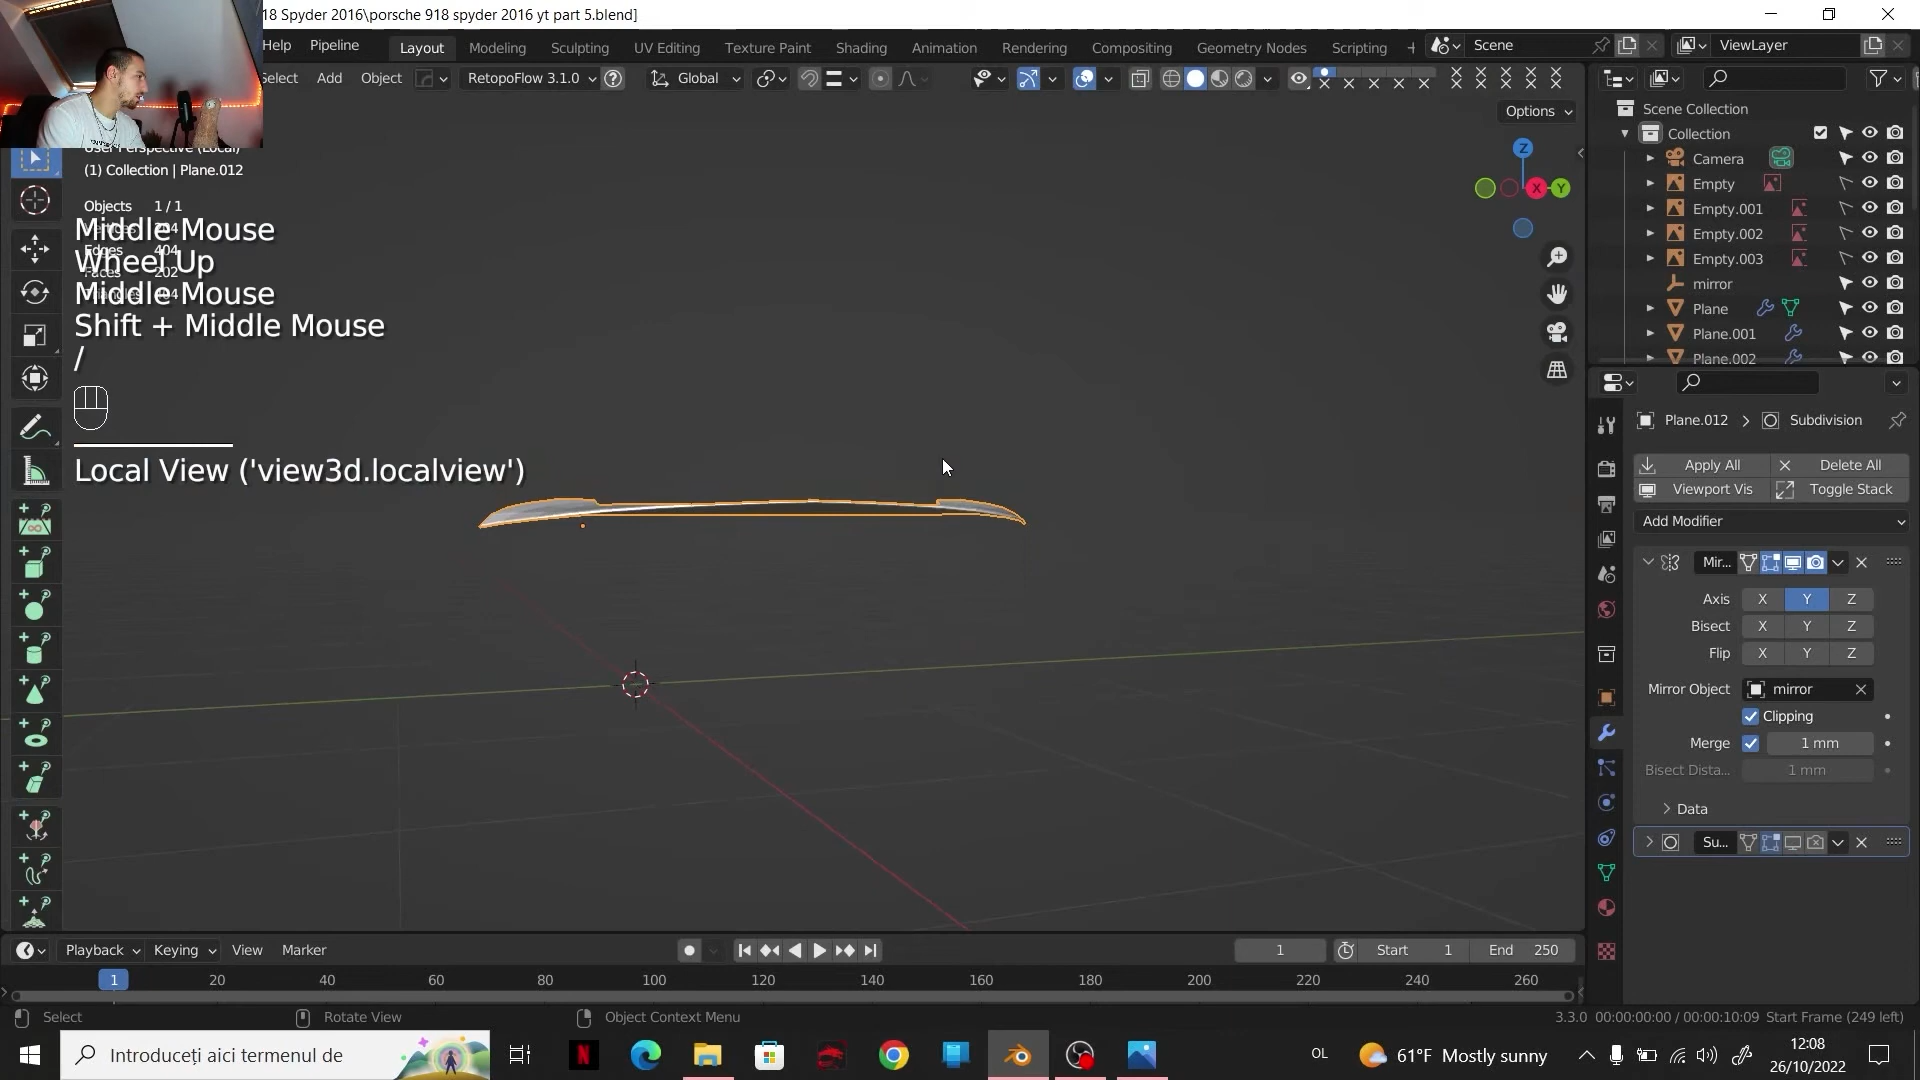 18 Spyder 2016\porsche 918 spyder 2016 yt part 5.blend]
Help Pipeline Layout Modeling Sculpting UV Editing Texture Paint Shading Animation Rendering Compositing Geometry Nodes Scripting + Scene ViewLayer
elect Add Object RetopoFlow 3.1.0 Global
Options
User Perspective (Local)
(1) Collection | Plane.012
Objects 1 / 1
Middle Mouse
Edges 404
Wheel Up
Faces 202
Middle Mouse
Shift + Middle Mouse
/
Local View ('view3d.localview')
Z
X
Y
Scene Collection
Collection
Camera
Empty
Empty.001
Empty.002
Empty.003
mirror
Plane
Plane.001
Plane.002
Plane.012 > Subdivision
Apply All Delete All
Viewport Vis Toggle Stack
Add Modifier
Mir...
Axis X Y Z
Bisect X Y Z
Flip X Y Z
Mirror Object mirror
Clipping
Merge 1 mm
Bisect Dista... 1 mm
Data
Su...
Playback Keying View Marker 1 Start 1 End 250
1 20 40 60 80 100 120 140 160 180 200 220 240 260
Select Rotate View Object Context Menu 3.3.0 00:00:00:00 / 00:00:10:09 Start Frame (249 left)
Introduceți aici termenul de OL 61°F Mostly sunny 12:08
26/10/2022